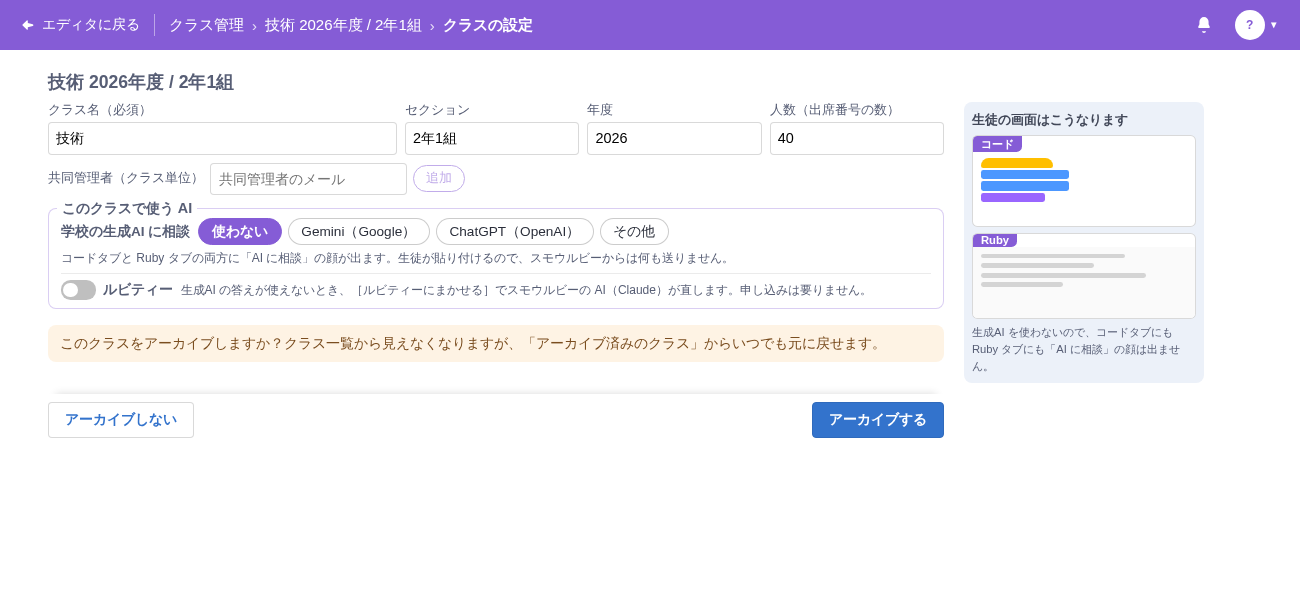 エディタに戻る
クラス管理 › 技術 2026年度 / 2年1組 › クラスの設定
?
技術 2026年度 / 2年1組
クラス名（必須）
セクション
年度
人数（出席番号の数）
技術
2年1組
2026
40
共同管理者（クラス単位）
共同管理者のメール
追加
このクラスで使う AI
学校の生成AI に相談
使わない
Gemini（Google）
ChatGPT（OpenAI）
その他
コードタブと Ruby タブの両方に「AI に相談」の顔が出ます。生徒が貼り付けるので、スモウルビーからは何も送りません。
ルビティー
生成AI の答えが使えないとき、［ルビティーにまかせる］でスモウルビーの AI（Claude）が直します。申し込みは要りません。
このクラスをアーカイブしますか？クラス一覧から見えなくなりますが、「アーカイブ済みのクラス」からいつでも元に戻せます。
アーカイブしない
アーカイブする
生徒の画面はこうなります
コード
Ruby
生成AI を使わないので、コードタブにも
Ruby タブにも「AI に相談」の顔は出ませ
ん。